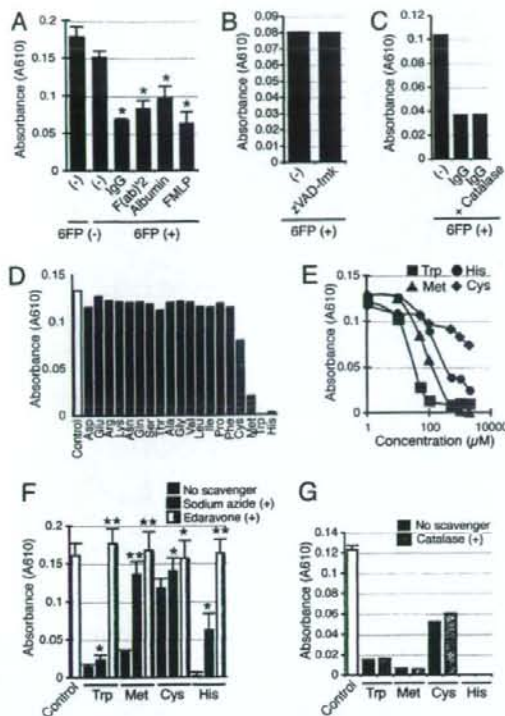 A
Absorbance (A610)
0.2
0.15
0.1
0.05
0
* * * *
(-) (-) IgG F(ab)'2 Albumin FMLP
6FP (-) 6FP (+)
B
Absorbance (A610)
0.09
0.08
0.07
0.06
0.05
0.04
0.03
0.02
0.01
0
(-) zVAD-fmk
6FP (+)
C
Absorbance (A610)
0.12
0.1
0.08
0.06
0.04
0.02
0
(-) IgG IgG × Catalase
6FP (+)
D
Absorbance (A610)
0.15
0.1
0.05
0
Control Asp Glu Arg Lys Asn Gln Ser Thr Ala Gly Val Leu Ile Pro Phe Cys Met Trp His
E
Trp His
Met Cys
Absorbance (A610)
0.15
0.1
0.05
0
1 10 100 2000
Concentration (µM)
F
No scavenger
Sodium azide (+)
Edaravone (+)
Absorbance (A610)
0.2
0.15
0.1
0.05
0
* ** ** ** * * * **
Control Trp Met Cys His
G
No scavenger
Catalase (+)
Absorbance (A610)
0.14
0.12
0.1
0.08
0.06
0.04
0.02
0
Control Trp Met Cys His